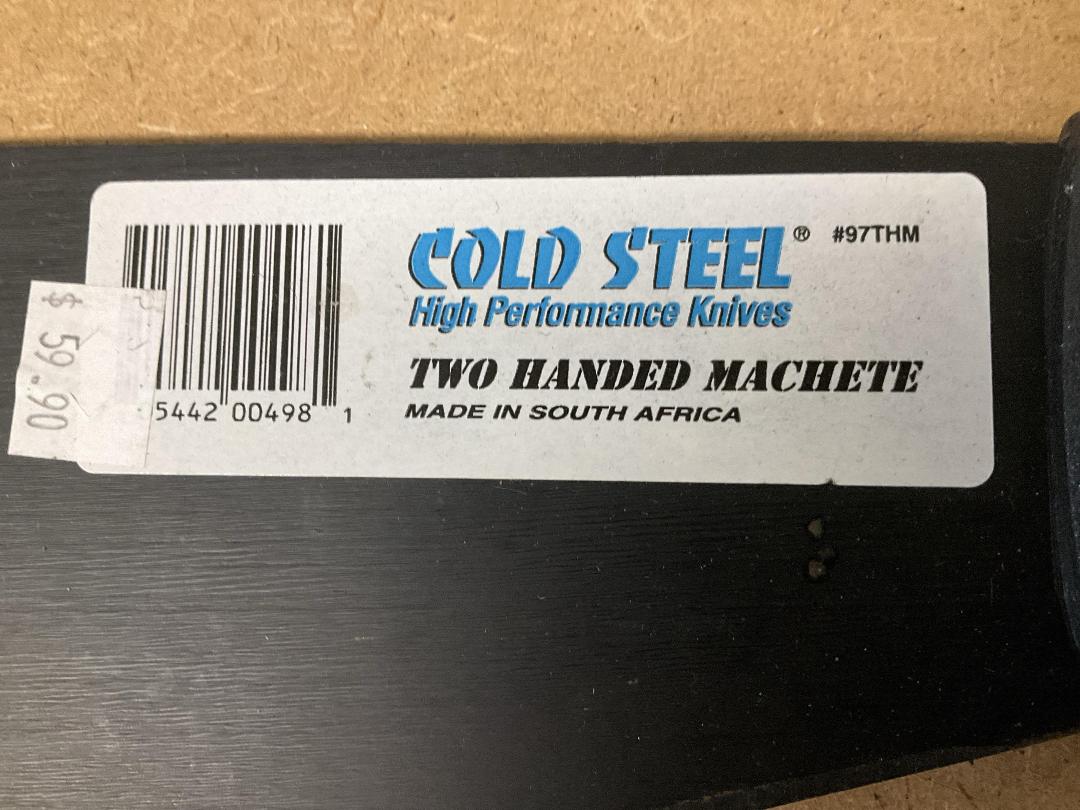 COLD STEEL® #97THM
High Performance Knives
TWO HANDED MACHETE
MADE IN SOUTH AFRICA
5442 00498 1
$ 59.90